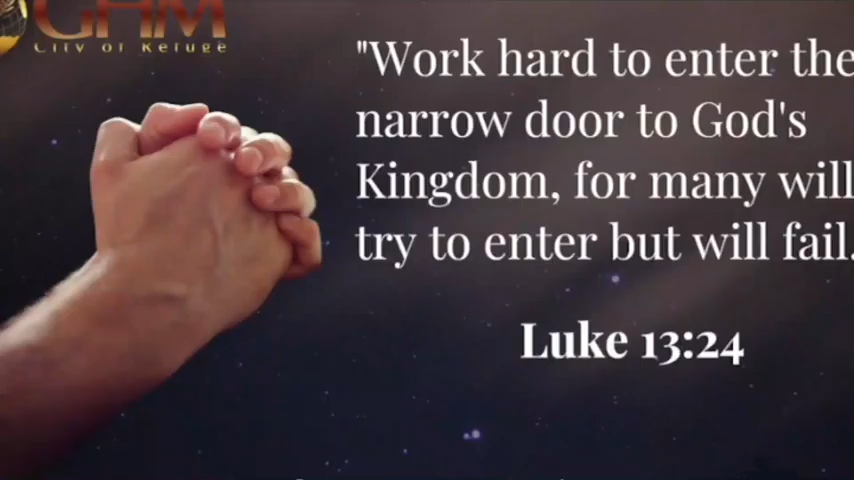 GHM
City of Refuge
"Work hard to enter the
narrow door to God's
Kingdom, for many will
try to enter but will fail.
Luke 13:24